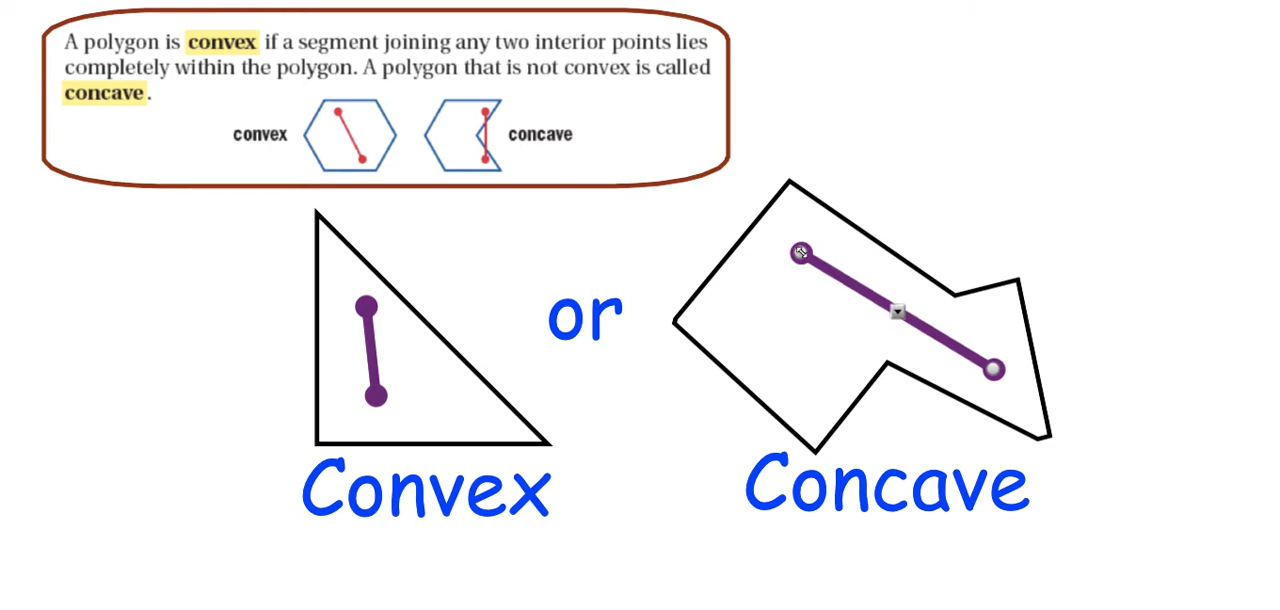 A polygon is convex if a segment joining any two interior points lies
completely within the polygon. A polygon that is not convex is called
concave.
convex
concave
or
Convex
Concave